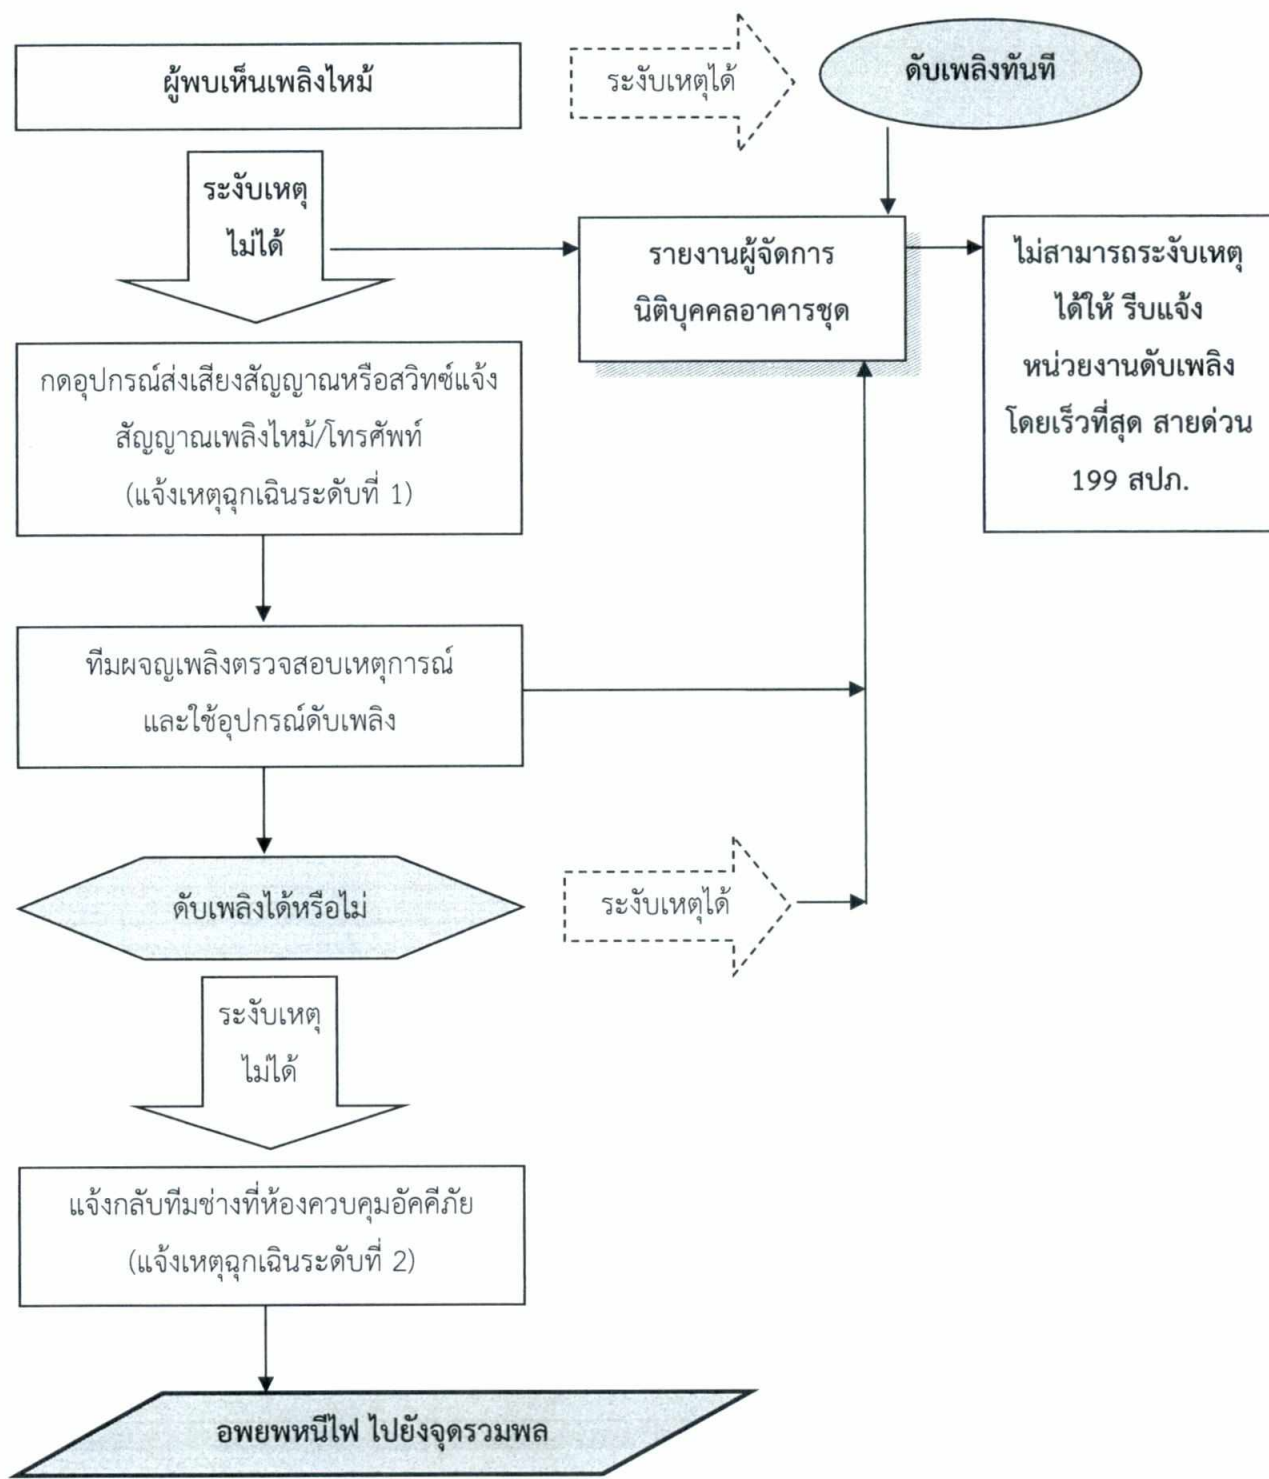 ผู้พบเห็นเพลิงไหม้
ระงับเหตุได้
ดับเพลิงทันที
ระงับเหตุ
ไม่ได้
รายงานผู้จัดการ
นิติบุคคลอาคารชุด
ไม่สามารถระงับเหตุ
ได้ให้ รีบแจ้ง
หน่วยงานดับเพลิง
โดยเร็วที่สุด สายด่วน
199 สปภ.
กดอุปกรณ์ส่งเสียงสัญญาณหรือสวิทซ์แจ้ง
สัญญาณเพลิงไหม้/โทรศัพท์
(แจ้งเหตุฉุกเฉินระดับที่ 1)
ทีมผจญเพลิงตรวจสอบเหตุการณ์
และใช้อุปกรณ์ดับเพลิง
ดับเพลิงได้หรือไม่
ระงับเหตุได้
ระงับเหตุ
ไม่ได้
แจ้งกลับทีมช่างที่ห้องควบคุมอัคคีภัย
(แจ้งเหตุฉุกเฉินระดับที่ 2)
อพยพหนีไฟ ไปยังจุดรวมพล